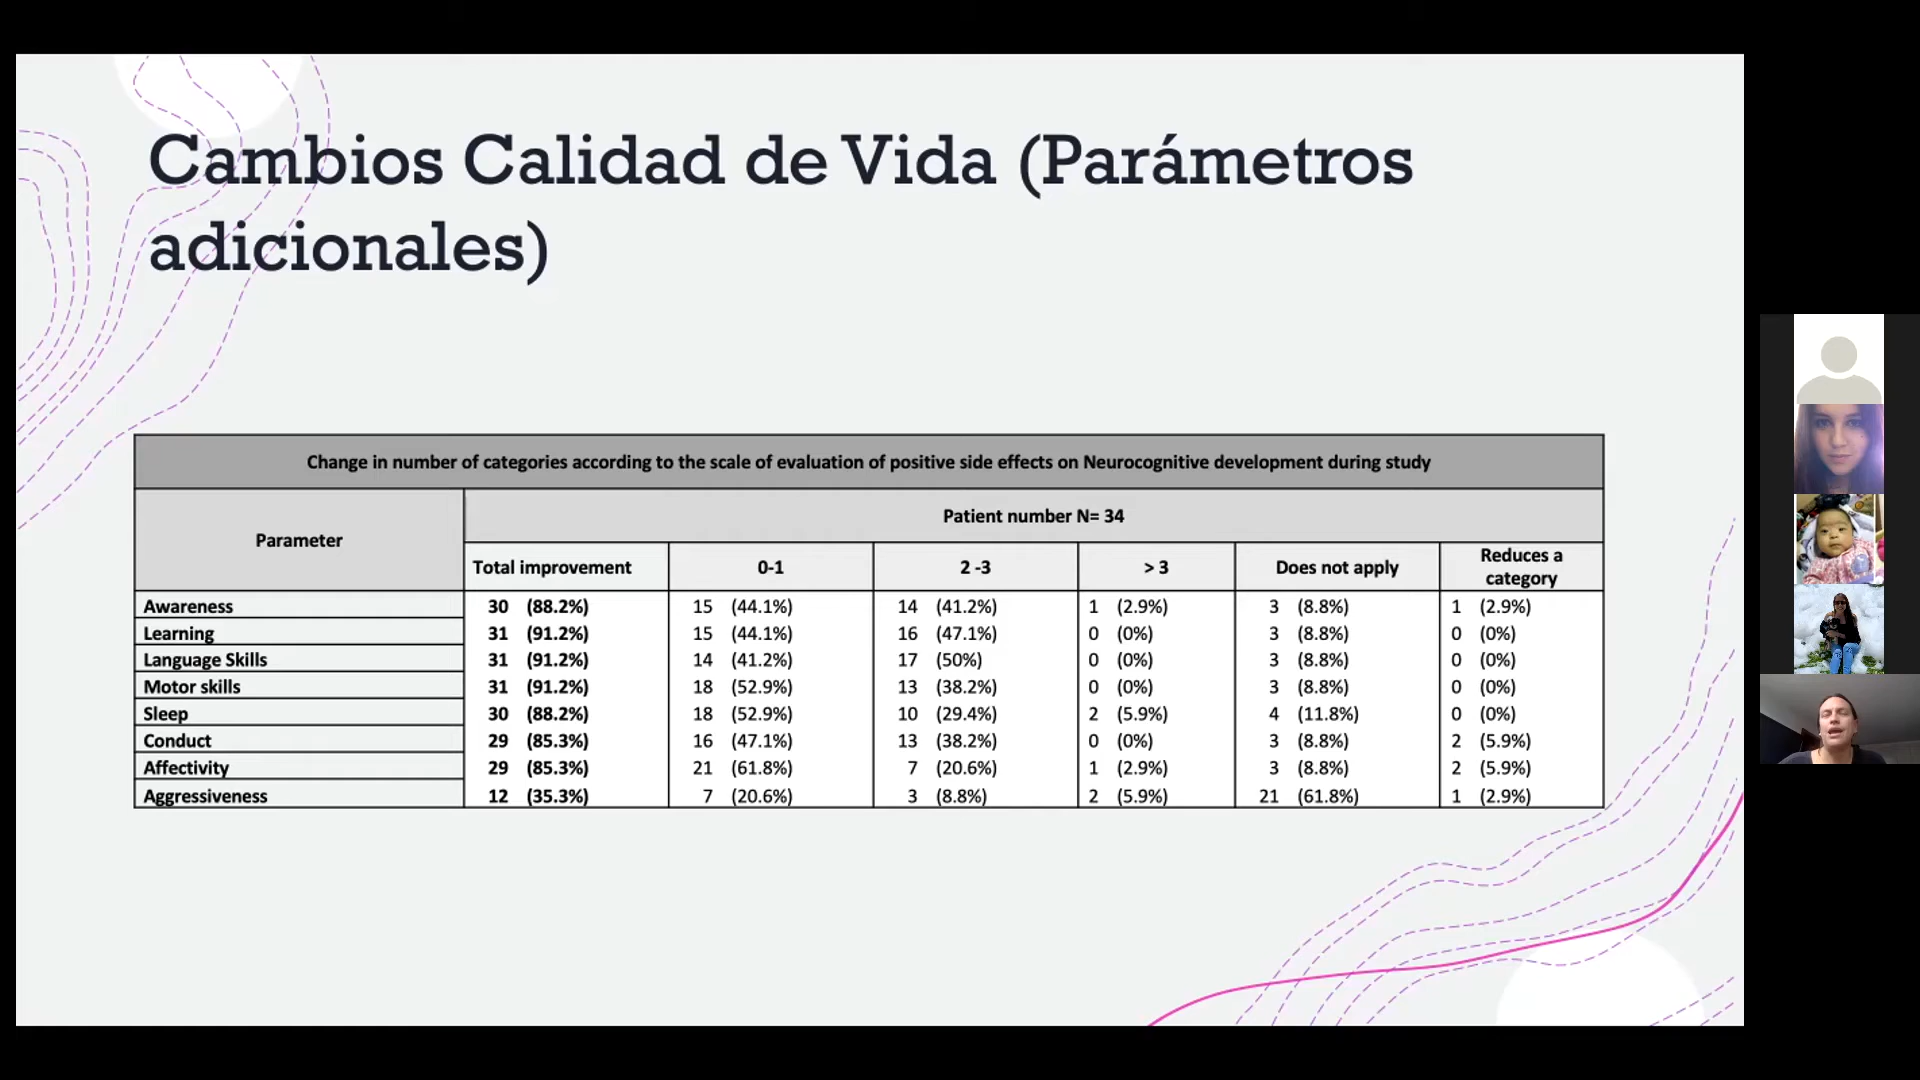 Cambios Calidad de Vida (Parámetros
adicionales)
Change in number of categories according to the scale of evaluation of positive side effects on Neurocognitive development during study
Parameter
Patient number N= 34
Total improvement 0-1 2 -3 > 3 Does not apply Reduces a
category
Awareness 30 (88.2%) 15 (44.1%) 14 (41.2%) 1 (2.9%) 3 (8.8%) 1 (2.9%)
Learning 31 (91.2%) 15 (44.1%) 16 (47.1%) 0 (0%) 3 (8.8%) 0 (0%)
Language Skills 31 (91.2%) 14 (41.2%) 17 (50%) 0 (0%) 3 (8.8%) 0 (0%)
Motor skills 31 (91.2%) 18 (52.9%) 13 (38.2%) 0 (0%) 3 (8.8%) 0 (0%)
Sleep 30 (88.2%) 18 (52.9%) 10 (29.4%) 2 (5.9%) 4 (11.8%) 0 (0%)
Conduct 29 (85.3%) 16 (47.1%) 13 (38.2%) 0 (0%) 3 (8.8%) 2 (5.9%)
Affectivity 29 (85.3%) 21 (61.8%) 7 (20.6%) 1 (2.9%) 3 (8.8%) 2 (5.9%)
Aggressiveness 12 (35.3%) 7 (20.6%) 3 (8.8%) 2 (5.9%) 21 (61.8%) 1 (2.9%)